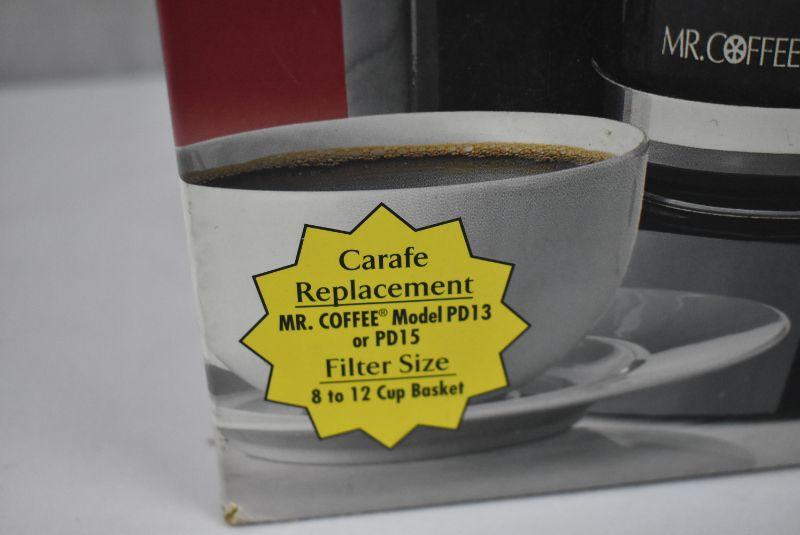 MR. COFFEE
Carafe
Replacement
MR. COFFEE® Model PD13
or PD15
Filter Size
8 to 12 Cup Basket